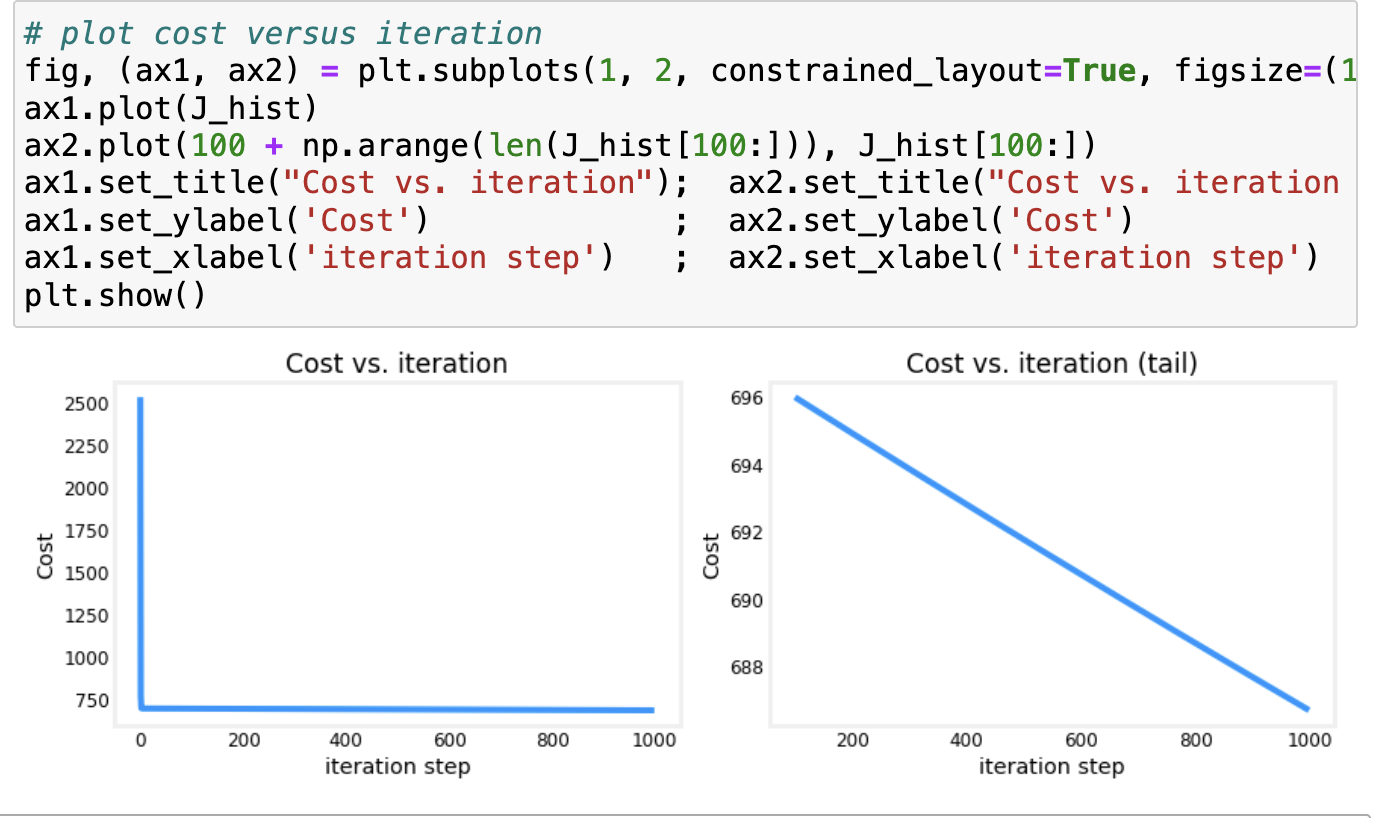 # plot cost versus iteration
fig, (ax1, ax2) = plt.subplots(1, 2, constrained_layout=True, figsize=(1
ax1.plot(J_hist)
ax2.plot(100 + np.arange(len(J_hist[100:])), J_hist[100:])
ax1.set_title("Cost vs. iteration");  ax2.set_title("Cost vs. iteration
ax1.set_ylabel('Cost')             ;  ax2.set_ylabel('Cost')
ax1.set_xlabel('iteration step')   ;  ax2.set_xlabel('iteration step')
plt.show()
Cost vs. iteration
2500
2250
2000
1750
1500
1250
1000
750
Cost
0 200 400 600 800 1000
iteration step
Cost vs. iteration (tail)
696
694
692
690
688
Cost
200 400 600 800 1000
iteration step